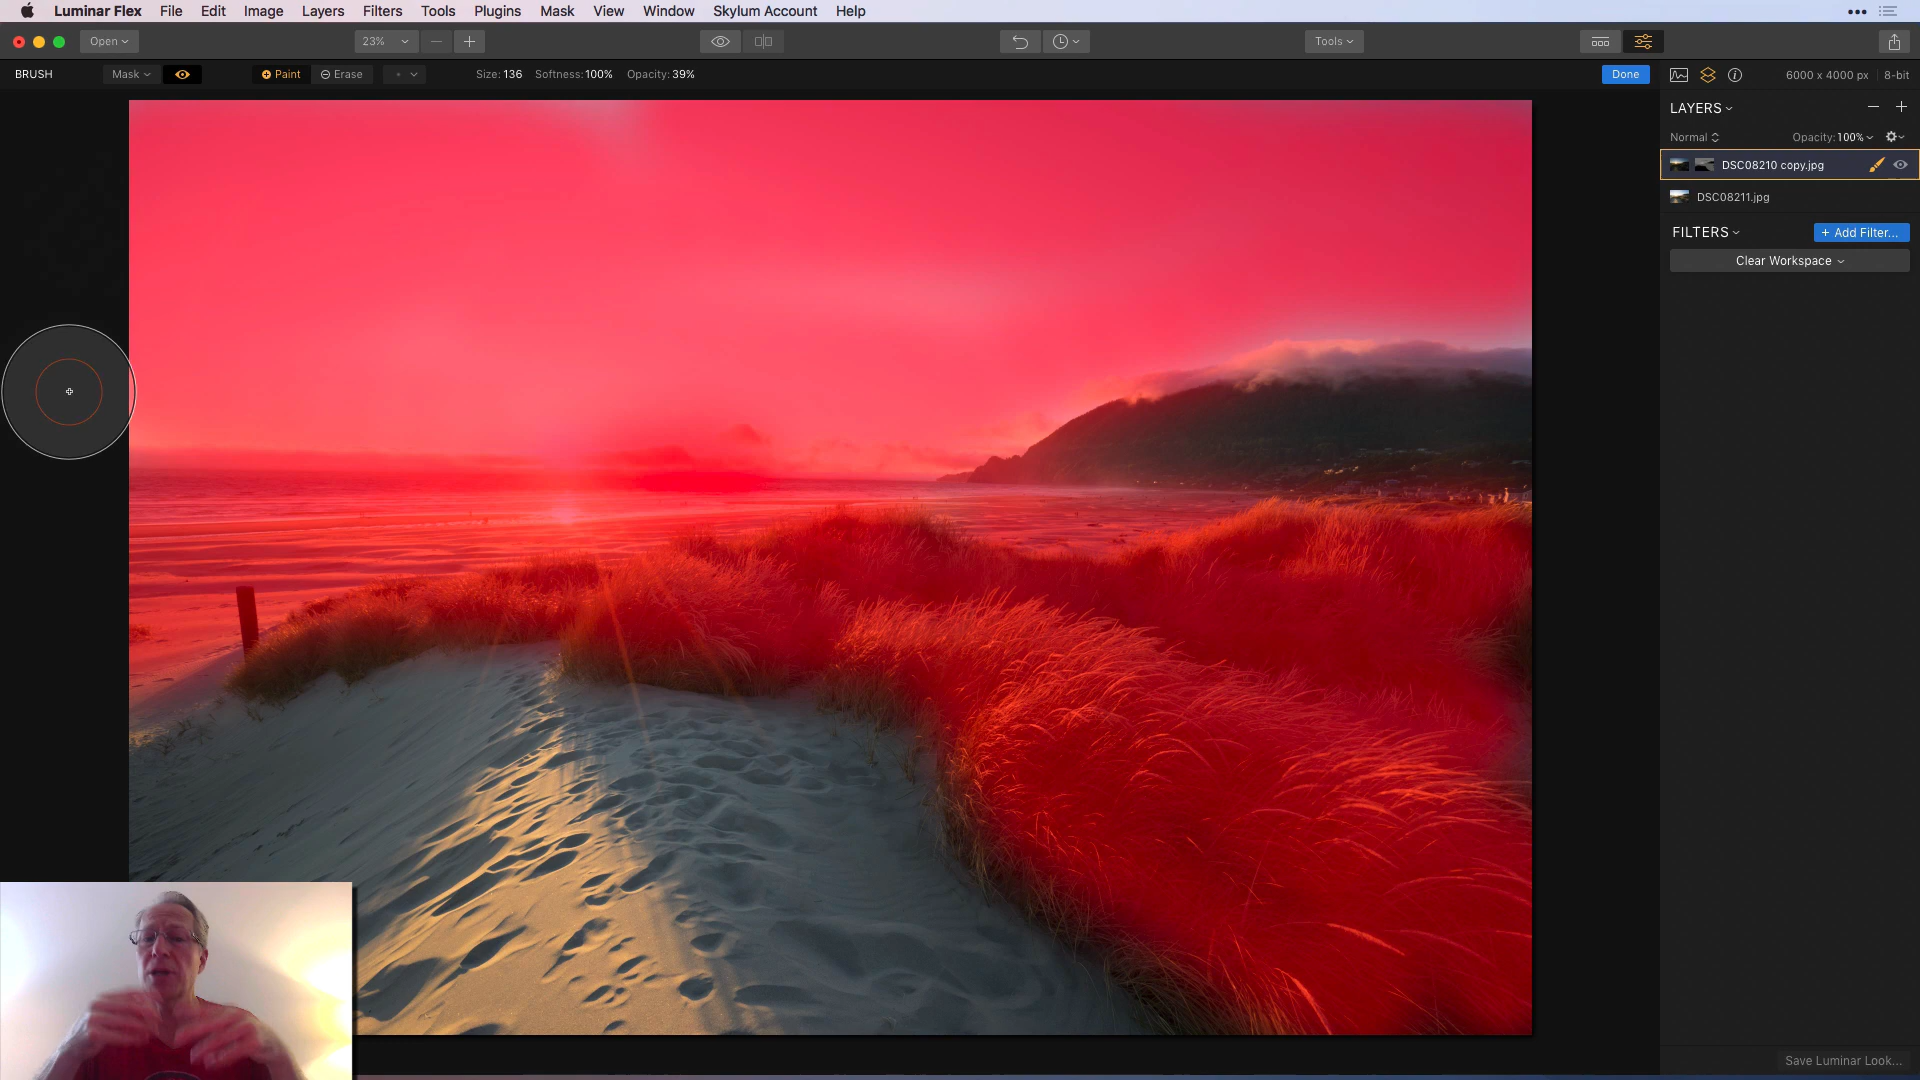 Luminar Flex File Edit Image Layers Filters Tools Plugins Mask View Window Skylum Account Help
Open 23% Tools
BRUSH Mask Paint Erase Size: 136 Softness: 100% Opacity: 39% Done 6000 x 4000 px 8-bit
LAYERS
Normal Opacity: 100%
DSC08210 copy.jpg
DSC08211.jpg
FILTERS + Add Filter...
Clear Workspace
Save Luminar Look...